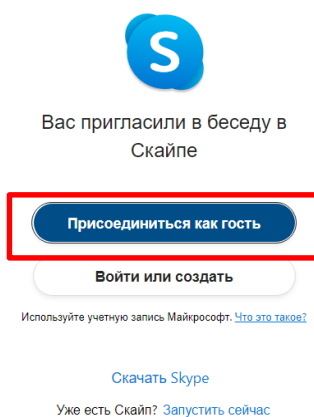 S
Вас пригласили в беседу в
Скайпе
Присоединиться как гость
Войти или создать
Используйте учетную запись Майкрософт. Что это такое?
Скачать Skype
Уже есть Скайп? Запустить сейчас